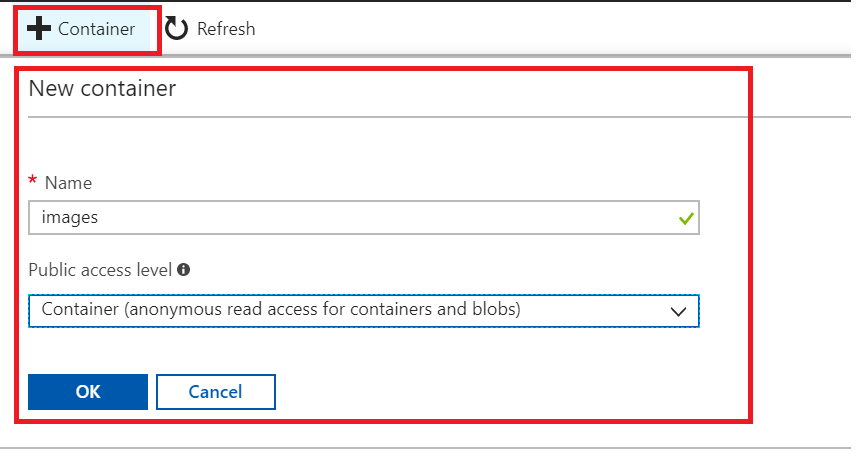 Container Refresh
New container
* Name
images
Public access level
Container (anonymous read access for containers and blobs)
OK Cancel